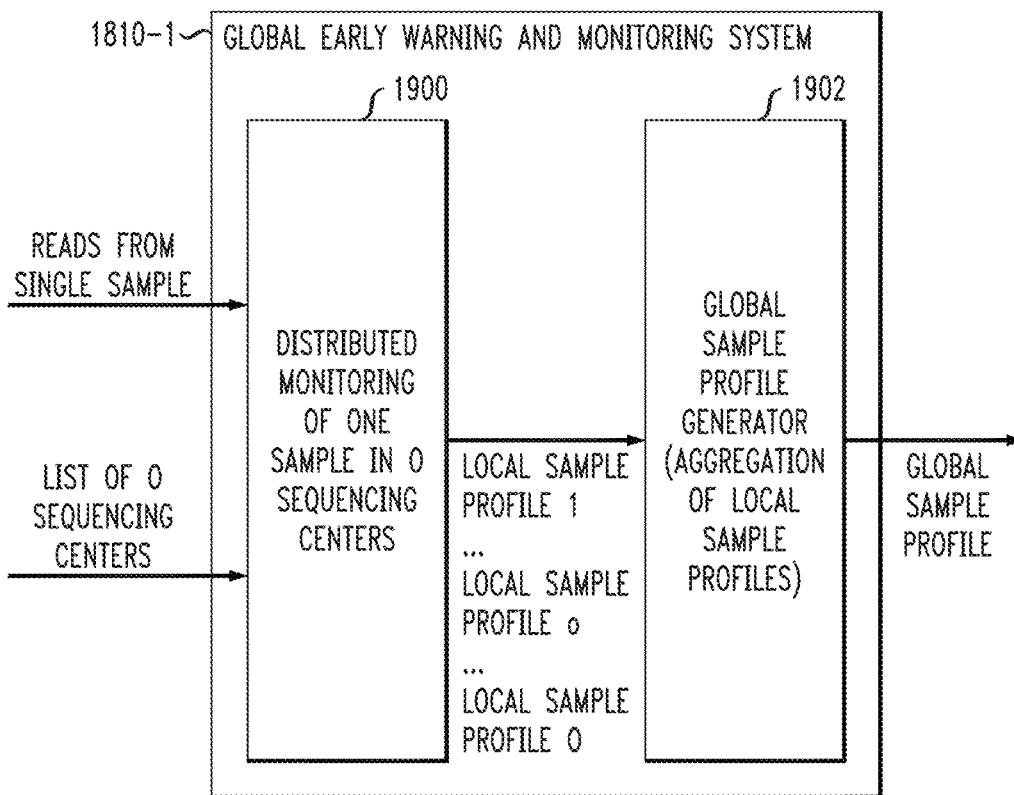 1810-1
GLOBAL EARLY WARNING AND MONITORING SYSTEM
1900
1902
READS FROM
SINGLE SAMPLE
LIST OF O
SEQUENCING
CENTERS
DISTRIBUTED
MONITORING
OF ONE
SAMPLE IN O
SEQUENCING
CENTERS
LOCAL SAMPLE
PROFILE 1
...
LOCAL SAMPLE
PROFILE o
...
LOCAL SAMPLE
PROFILE O
GLOBAL
SAMPLE
PROFILE
GENERATOR
(AGGREGATION
OF LOCAL
SAMPLE
PROFILES)
GLOBAL
SAMPLE
PROFILE